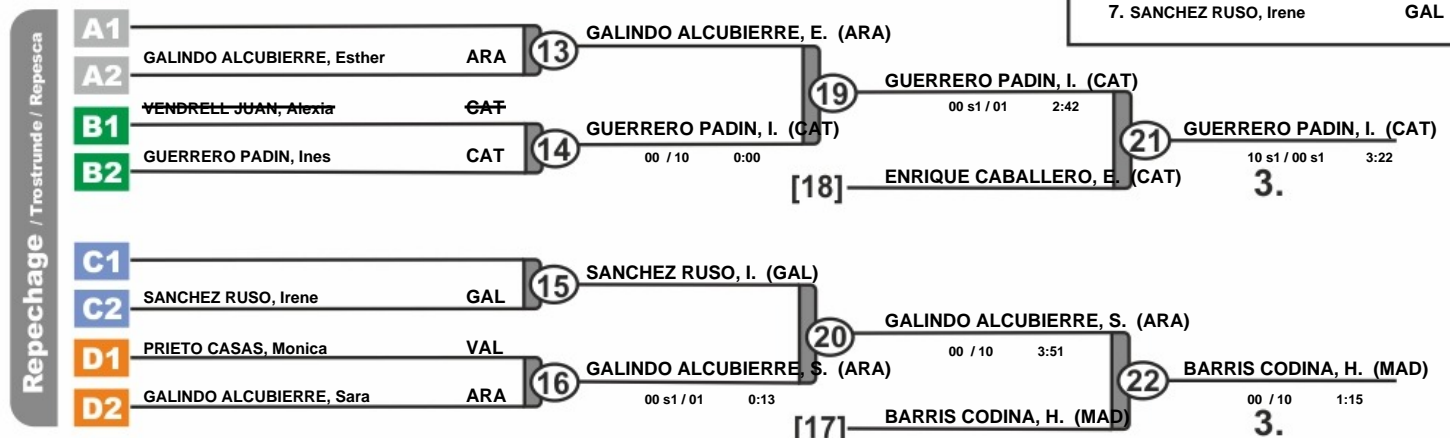 7. SANCHEZ RUSO, Irene GAL
Repechage / Trostrunde / Repesca
A1
GALINDO ALCUBIERRE, Esther ARA
A2
13
GALINDO ALCUBIERRE, E. (ARA)
VENDRELL JUAN, Alexia CAT
B1
GUERRERO PADIN, Ines CAT
B2
14
GUERRERO PADIN, I. (CAT)
00 / 10 0:00
19
GUERRERO PADIN, I. (CAT)
00 s1 / 01 2:42
[18]
ENRIQUE CABALLERO, E. (CAT)
21
GUERRERO PADIN, I. (CAT)
10 s1 / 00 s1 3:22
3.
C1
SANCHEZ RUSO, Irene GAL
C2
15
SANCHEZ RUSO, I. (GAL)
PRIETO CASAS, Monica VAL
D1
GALINDO ALCUBIERRE, Sara ARA
D2
16
GALINDO ALCUBIERRE, S. (ARA)
00 s1 / 01 0:13
20
GALINDO ALCUBIERRE, S. (ARA)
00 / 10 3:51
[17]
BARRIS CODINA, H. (MAD)
22
BARRIS CODINA, H. (MAD)
00 / 10 1:15
3.